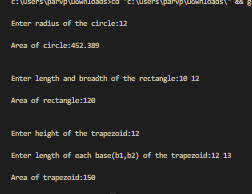 c:\Users\parvp\Downloads>cd "c:\Users\parvp\Downloads\" && g
Enter radius of the circle:12
Area of circle:452.389
Enter length and breadth of the rectangle:10 12
Area of rectangle:120
Enter height of the trapezoid:12
Enter length of each base(b1,b2) of the trapezoid:12 13
Area of trapezoid:150